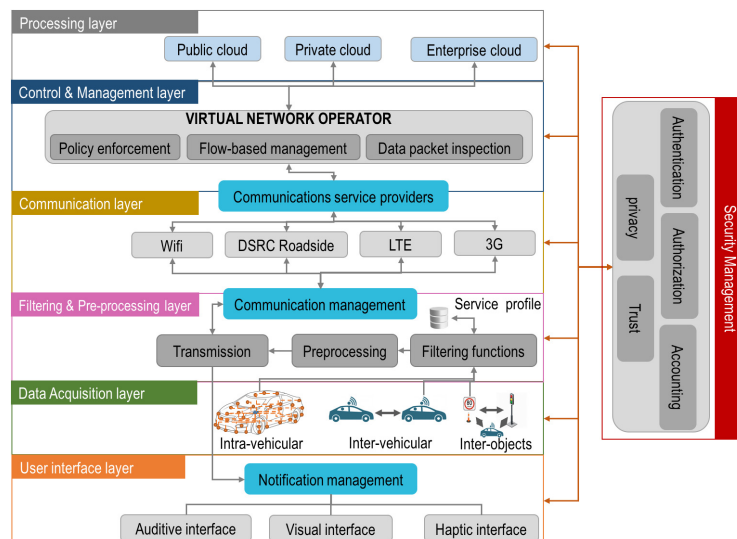 Processing layer
Public cloud
Private cloud
Enterprise cloud
Control & Management layer
VIRTUAL NETWORK OPERATOR
Policy enforcement
Flow-based management
Data packet inspection
Communications service providers
Communication layer
Wifi
DSRC Roadside
LTE
3G
Filtering & Pre-processing layer
Communication management
Service profile
Transmission
Preprocessing
Filtering functions
Data Acquisition layer
80
Intra-vehicular
Inter-vehicular
Inter-objects
User interface layer
Notification management
Auditive interface
Visual interface
Haptic interface
Authentication
privacy
Authorization
Trust
Accounting
Security Management